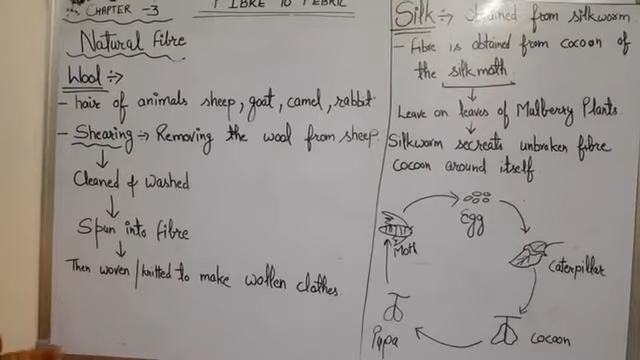 CHAPTER -3
FIBRE TO FEBRIC
Natural Fibre
Wool :->
- hair of animals sheep, goat, camel, rabbit
- Shearing -> Removing the wool from sheep.
Cleaned & washed
Spun into fibre
Then woven/knitted to make wollen clothes.
Silk :-> Obtained from silkworm
- Fibre is obtained from cocoon of
the silkmoth.
Leave on leaves of Mulberry Plants
Silkworm secreats unbroken fibre
cocoon around itself.
Egg
Moth
Caterpillar
Pupa
Cocoon